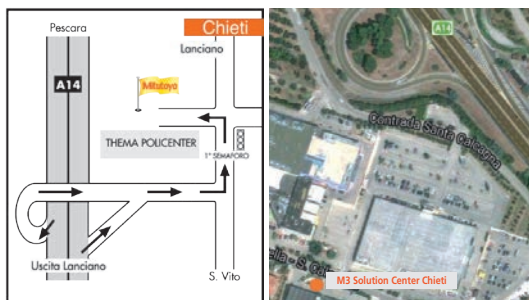 Pescara
Chieti
Lanciano
A14
Mitutoyo
THEMA POLICENTER
1° SEMAFORO
Uscita Lanciano
S. Vito
A14
Contrada Santa Calcagna
M3 Solution Center Chieti